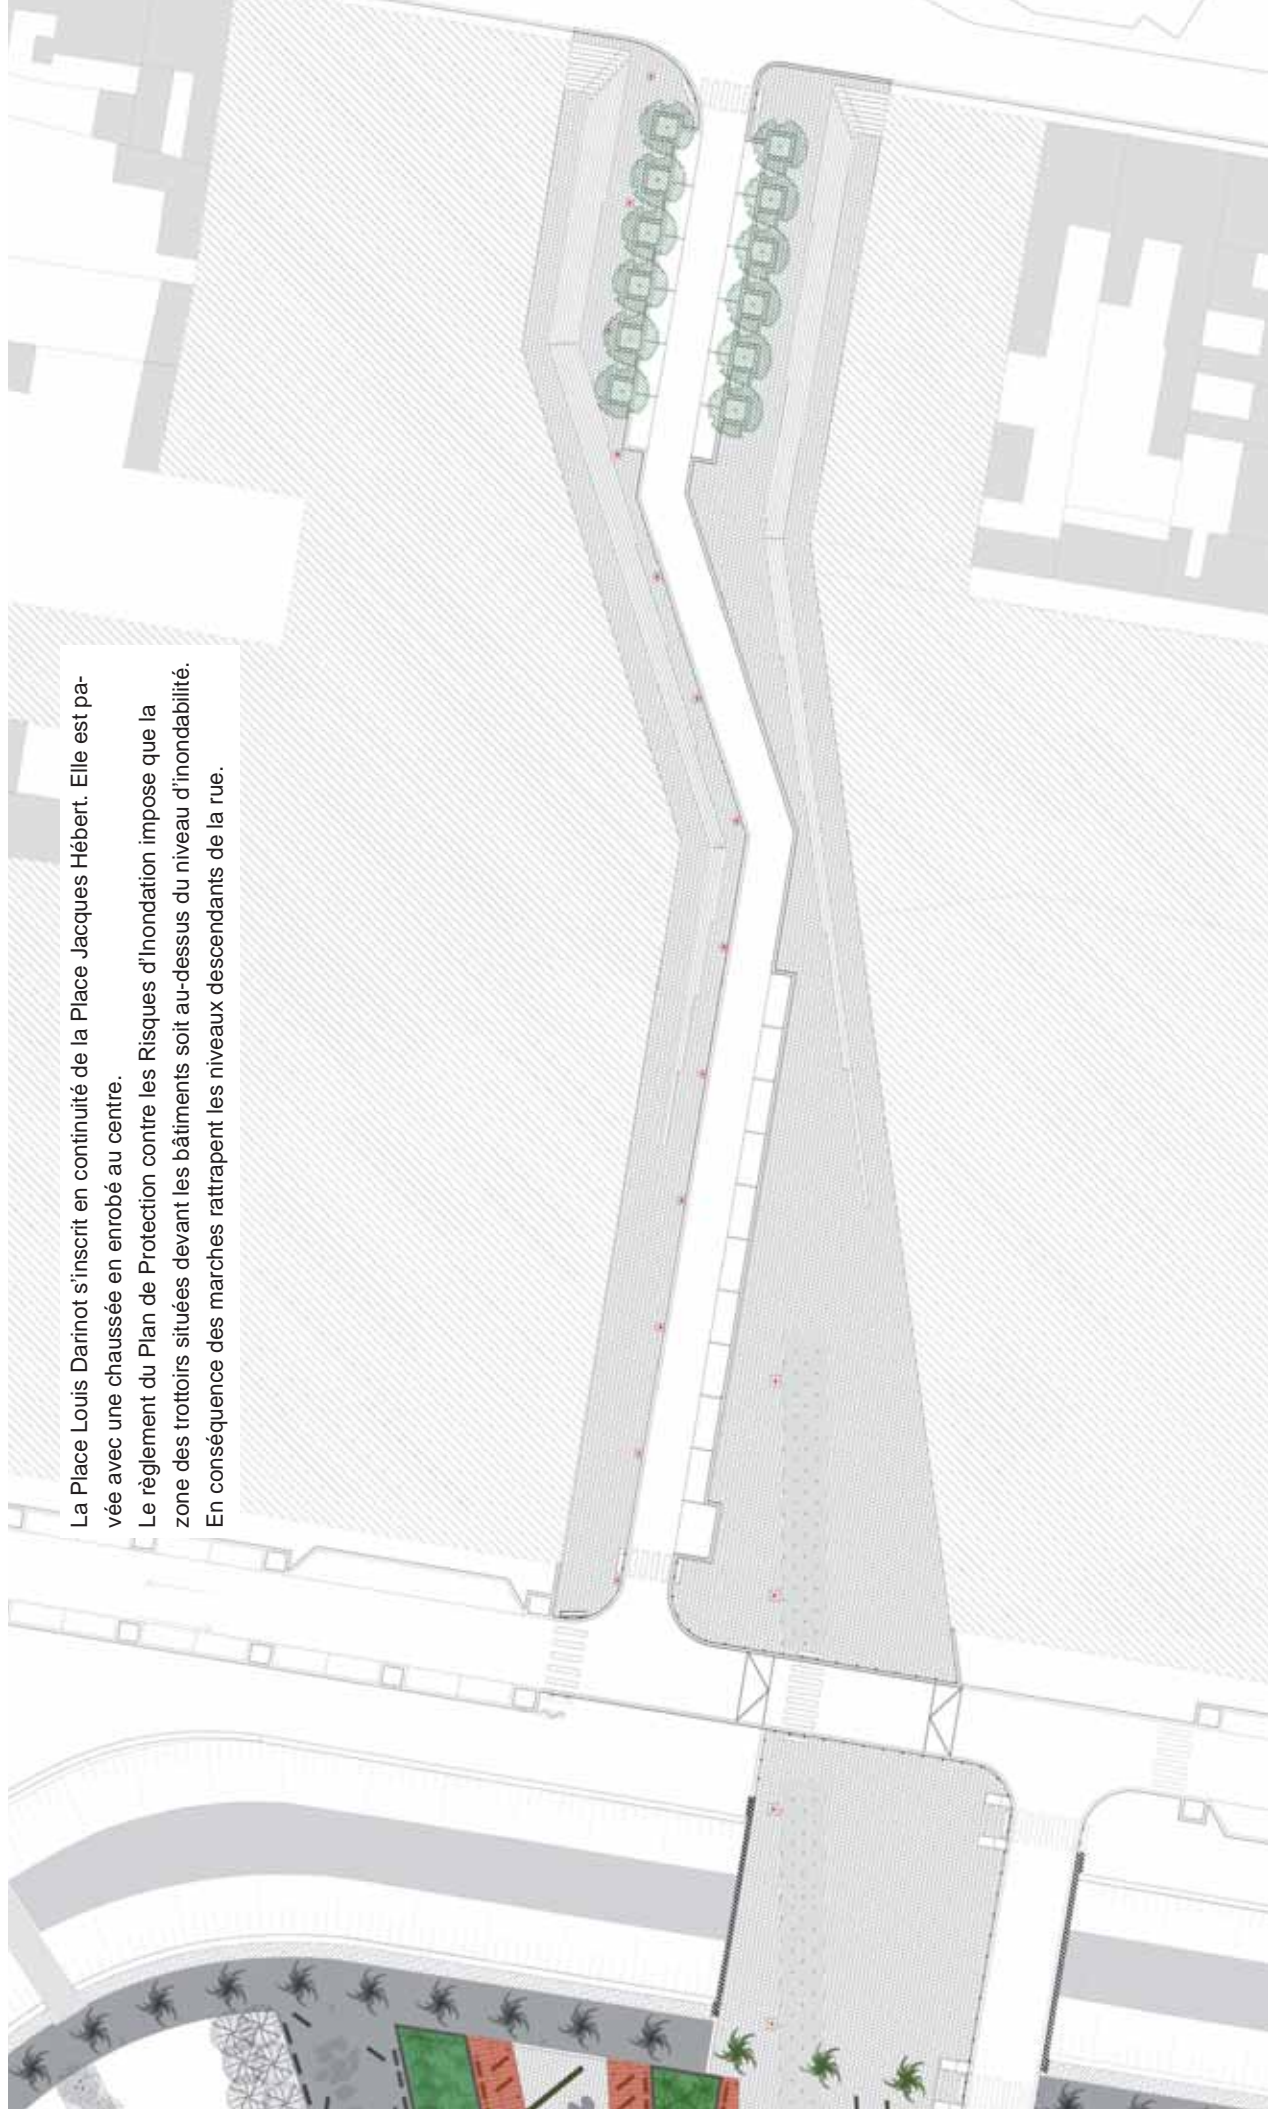 La Place Louis Darinot s'inscrit en continuité de la Place Jacques Hébert. Elle est pa-
vée avec une chaussée en enrobé au centre.
Le règlement du Plan de Protection contre les Risques d'Inondation impose que la
zone des trottoirs situées devant les bâtiments soit au-dessus du niveau d'inondabilité.
En conséquence des marches rattrapent les niveaux descendants de la rue.